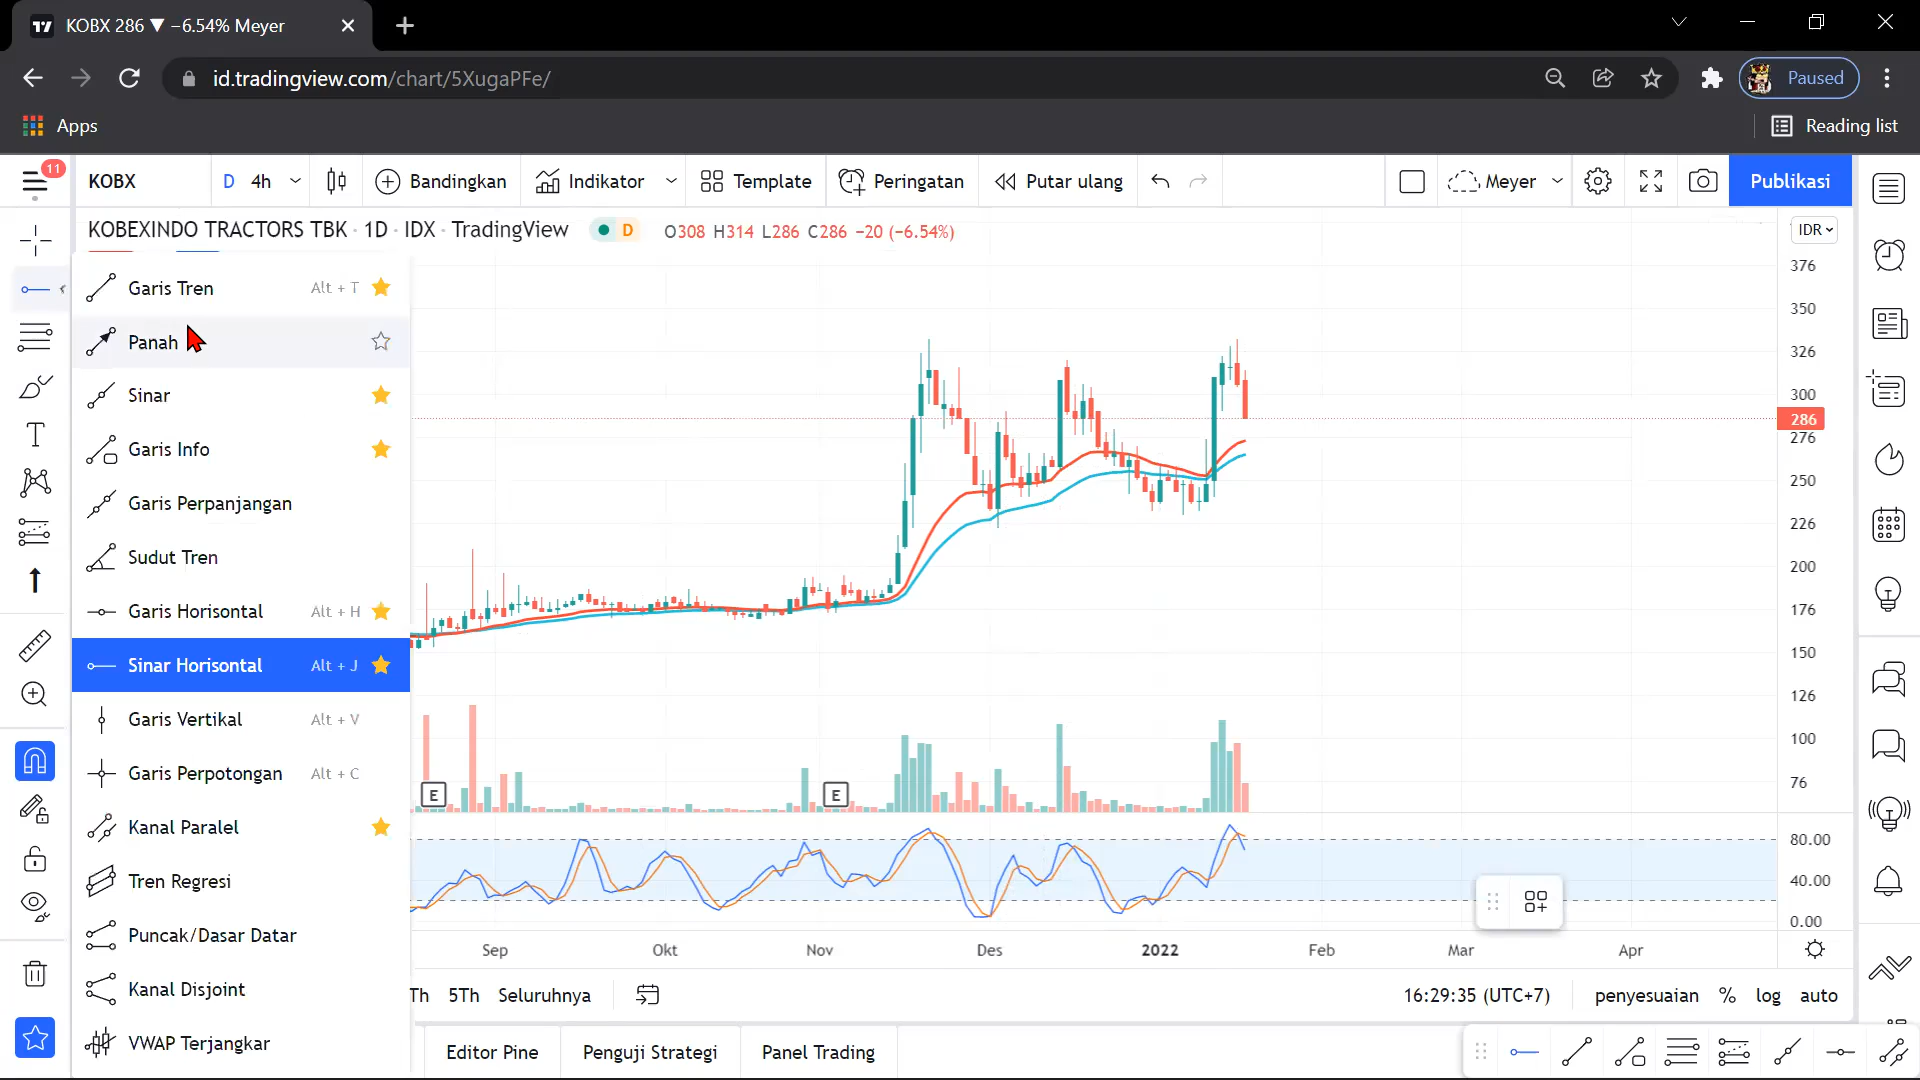 KOBX 286 ▼ −6.54% Meyer
id.tradingview.com/chart/5XugaPFe/
Paused
Apps
Reading list
11
KOBX
D 4h
Bandingkan
Indikator
Template
Peringatan
Putar ulang
Meyer
Publikasi
KOBEXINDO TRACTORS TBK · 1D · IDX · TradingView
D
O308 H314 L286 C286 −20 (−6.54%)
IDR
Garis Tren Alt + T
Panah
Sinar
Garis Info
Garis Perpanjangan
Sudut Tren
Garis Horisontal Alt + H
Sinar Horisontal Alt + J
Garis Vertikal Alt + V
Garis Perpotongan Alt + C
Kanal Paralel
Tren Regresi
Puncak/Dasar Datar
Kanal Disjoint
VWAP Terjangkar
376
350
326
300
286
276
250
226
200
176
150
126
100
76
80.00
40.00
0.00
E
E
Sep Okt Nov Des 2022 Feb Mar Apr
Th 5Th Seluruhnya
16:29:35 (UTC+7)
penyesuaian % log auto
Editor Pine
Penguji Strategi
Panel Trading